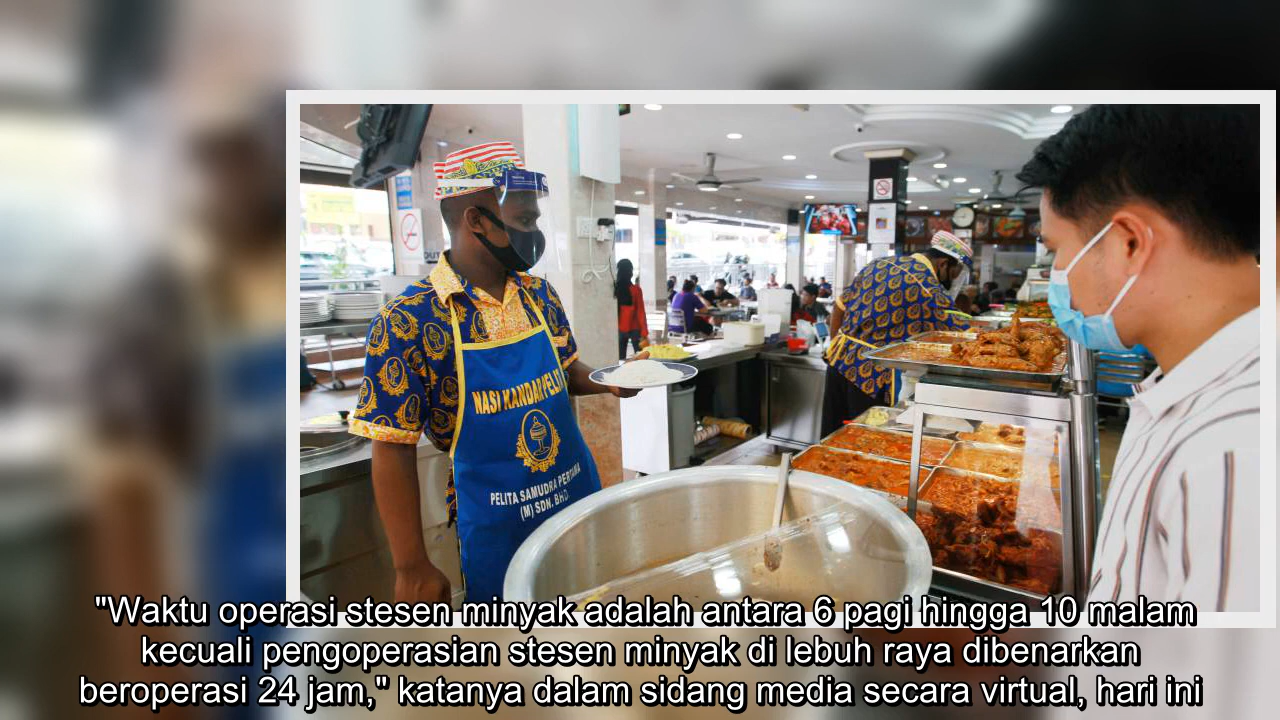 NASI KANDAR PELITA
PELITA SAMUDRA PERTAMA
(M) SDN. BHD.
"Waktu operasi stesen minyak adalah antara 6 pagi hingga 10 malam
kecuali pengoperasian stesen minyak di lebuh raya dibenarkan
beroperasi 24 jam," katanya dalam sidang media secara virtual, hari ini